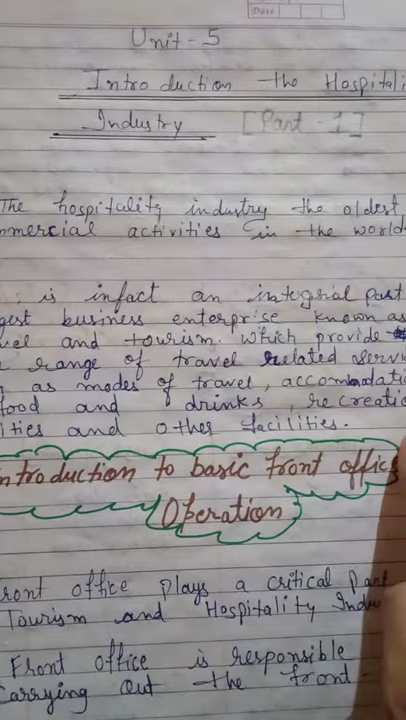 Date
Unit - 5
Introduction the Hospitali
Industry [Part - 1]
The hospitality industry the oldest
mmercial activities in the world
is infact an integral part
gest business enterprise known as
vel and tourism. which provide
range of travel related servi
as modes of travel, accommodati
food and drinks, recreatio
ities and other facilities.
ntroduction to basic front offic
Operation
ront office plays a critical part
Tourism and Hospitality Indu
Front office is responsible
Carrying out the front -